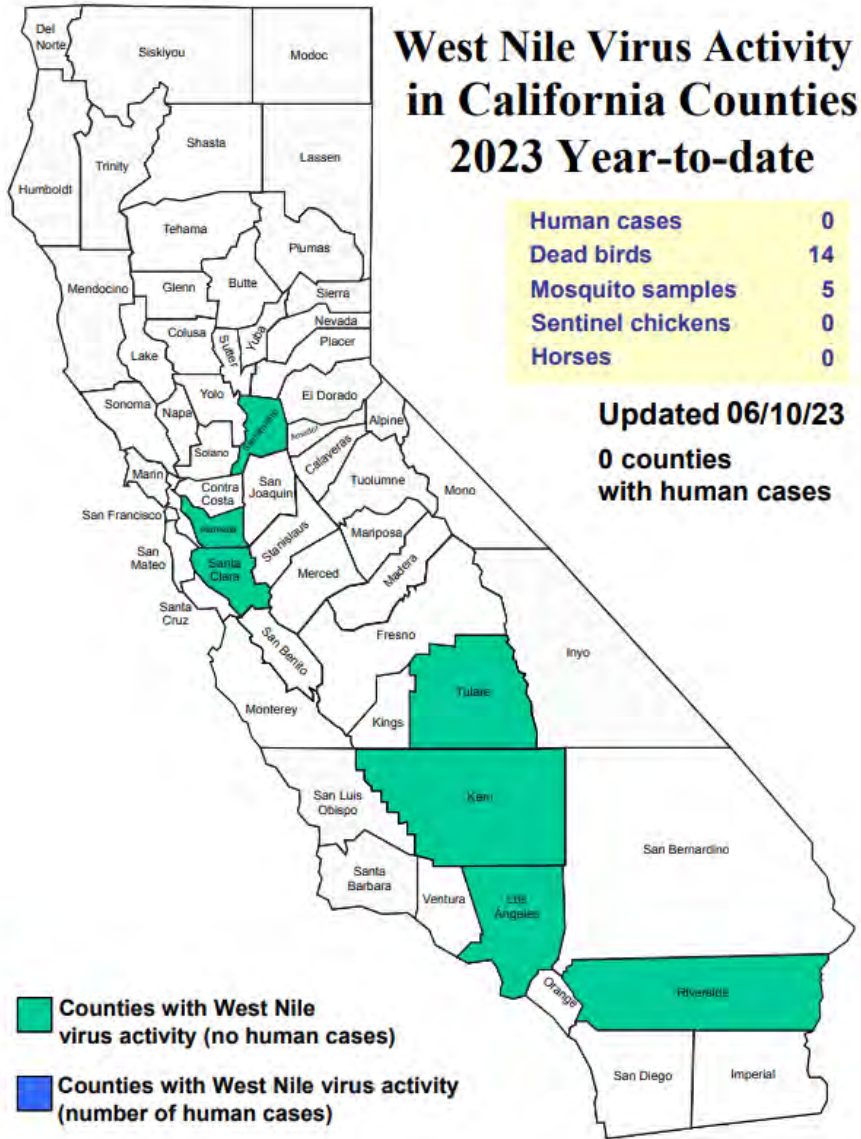 West Nile Virus Activity
in California Counties
2023 Year-to-date
Human cases 0
Dead birds 14
Mosquito samples 5
Sentinel chickens 0
Horses 0
Updated 06/10/23
0 counties
with human cases
Del
Norte
Siskiyou
Modoc
Shasta
Lassen
Trinity
Humboldt
Tehama
Plumas
Mendocino
Glenn
Butte
Sierra
Nevada
Placer
Colusa
Sutter
Yuba
Lake
Sonoma
Napa
Yolo
El Dorado
Sacramento
Solano
Amador
Alpine
Calaveras
Marin
Contra
Costa
San
Joaquin
Tuolumne
Mono
San Francisco
Alameda
Stanislaus
Mariposa
San
Mateo
Santa
Clara
Merced
Madera
Santa
Cruz
San Benito
Fresno
Inyo
Monterey
Kings
Tulare
San Luis
Obispo
Kern
San Bernardino
Santa
Barbara
Ventura
Los
Angeles
Orange
Riverside
San Diego
Imperial
Counties with West Nile
virus activity (no human cases)
Counties with West Nile virus activity
(number of human cases)